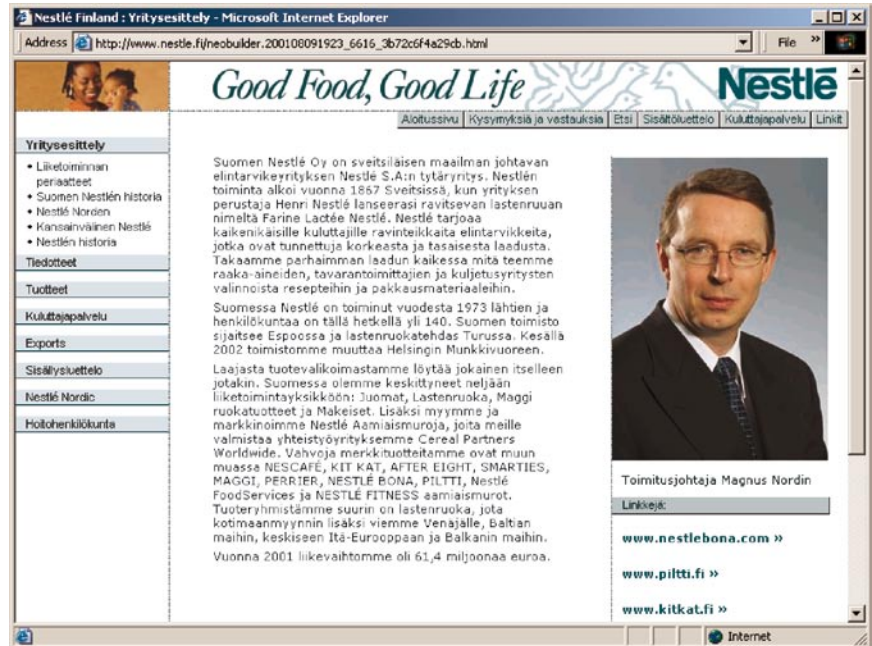 Nestlé Finland : Yritysesittely - Microsoft Internet Explorer
Address http://www.nestle.fi/neobuilder.200108091923_6616_3b72c6f4a29cb.html File »
Good Food, Good Life Nestlé
Aloitussivu Kysymyksiä ja vastauksia Etsi Sisältöluettelo Kuluttajapalvelu Linkit
Yritysesittely
• Liiketoiminnan
periaatteet
• Suomen Nestlén historia
• Nestlé Norden
• Kansainvälinen Nestlé
• Nestlén historia
Tiedotteet
Tuotteet
Kuluttajapalvelu
Exports
Sisällysluettelo
Nestlé Nordic
Hoitohenkilökunta
Suomen Nestlé Oy on sveitsiläisen maailman johtavan
elintarvikeyrityksen Nestlé S.A:n tytäryritys. Nestlén
toiminta alkoi vuonna 1867 Sveitsissä, kun yrityksen
perustaja Henri Nestlé lanseerasi ravitsevan lastenruuan
nimeltä Farine Lactée Nestlé. Nestlé tarjoaa
kaikenikäisille kuluttajille ravinteikkaita elintarvikkeita,
jotka ovat tunnettuja korkeasta ja tasaisesta laadusta.
Takaamme parhaimman laadun kaikessa mitä teemme
raaka-aineiden, tavarantoimittajien ja kuljetusyritysten
valinnoista resepteihin ja pakkausmateriaaleihin.
Suomessa Nestlé on toiminut vuodesta 1973 lähtien ja
henkilökuntaa on tällä hetkellä yli 140. Suomen toimisto
sijaitsee Espoossa ja lastenruokatehdas Turussa. Kesällä
2002 toimistomme muuttaa Helsingin Munkkivuoreen.
Laajasta tuotevalikoimastamme löytää jokainen itselleen
jotakin. Suomessa olemme keskittyneet neljään
liiketoimintayksikköön: Juomat, Lastenruoka, Maggi
ruokatuotteet ja Makeiset. Lisäksi myymme ja
markkinoimme Nestlé Aamiaismuroja, joita meille
valmistaa yhteistyöyrityksemme Cereal Partners
Worldwide. Vahvoja merkkituotteitamme ovat muun
muassa NESCAFÉ, KIT KAT, AFTER EIGHT, SMARTIES,
MAGGI, PERRIER, NESTLÉ BONA, PILTTI, Nestlé
FoodServices ja NESTLÉ FITNESS aamiaismurot.
Tuoteryhmistämme suurin on lastenruoka, jota
kotimaanmyynnin lisäksi viemme Venäjälle, Baltian
maihin, keskiseen Itä-Eurooppaan ja Balkanin maihin.
Vuonna 2001 liikevaihtomme oli 61,4 miljoonaa euroa.
Toimitusjohtaja Magnus Nordin
Linkkejä:
www.nestlebona.com »
www.piltti.fi »
www.kitkat.fi »
Internet